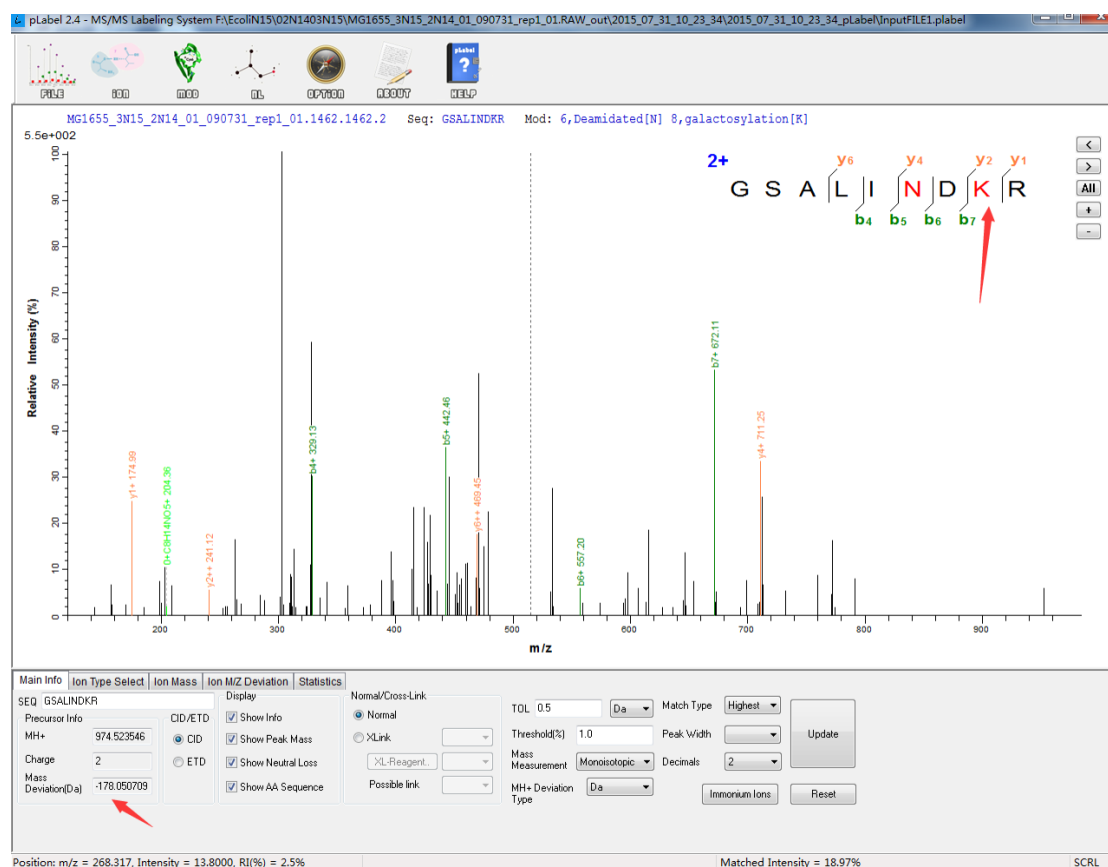 pLabel 2.4 - MS/MS Labeling System F:\EcoliN15\02N1403N15\MG1655_3N15_2N14_01_090731_rep1_01.RAW_out\2015_07_31_10_23_34\2015_07_31_10_23_34_pLabel\InputFILE1.plabel
pLabel
?
FILE ION MOD NL OPTION ABOUT HELP
MG1655_3N15_2N14_01_090731_rep1_01.1462.1462.2 Seq: GSALINDKR Mod: 6,Deamidated[N] 8,galactosylation[K]
5.5e+002
2+
y6 y4 y2 y1
G S A L I N D K R
b4 b5 b6 b7
<
>
All
+
-
Relative Intensity (%)
100
90
80
70
60
50
40
30
20
10
0
y1+ 174.99
0+C8H14NO5+ 204.36
y2++ 241.12
b4+ 329.13
b5+ 442.46
y6++ 469.45
b6+ 557.20
b7+ 672.11
y4+ 711.25
200 300 400 500 600 700 800 900
m/z
Main Info Ion Type Select Ion Mass Ion M/Z Deviation Statistics
SEQ GSALINDKR
Precursor Info
MH+ 974.523546
Charge 2
Mass Deviation(Da) -178.050709
CID/ETD
CID
ETD
Display
Show Info
Show Peak Mass
Show Neutral Loss
Show AA Sequence
Normal/Cross-Link
Normal
XLink
XL-Reagent..
Possible link
TOL 0.5 Da
Threshold(%) 1.0
Mass Measurement Monoisotopic
MH+ Deviation Type Da
Match Type Highest
Peak Width
Decimals 2
Immonium Ions
Update
Reset
Position: m/z = 268.317, Intensity = 13.8000, RI(%) = 2.5% Matched Intensity = 18.97% SCRL